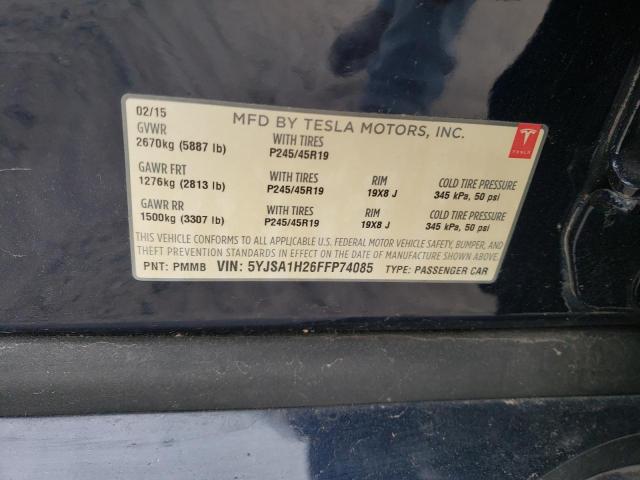 02/15
MFD BY TESLA MOTORS, INC.
TESLA
GVWR
2670kg (5887 lb)
WITH TIRES
P245/45R19
GAWR FRT
1276kg (2813 lb)
WITH TIRES
P245/45R19
RIM
19X8 J
COLD TIRE PRESSURE
345 kPa, 50 psi
GAWR RR
1500kg (3307 lb)
WITH TIRES
P245/45R19
RIM
19X8 J
COLD TIRE PRESSURE
345 kPa, 50 psi
THIS VEHICLE CONFORMS TO ALL APPLICABLE U.S. FEDERAL MOTOR VEHICLE SAFETY, BUMPER, AND
THEFT PREVENTION STANDARDS IN EFFECT ON THE DATE OF MANUFACTURE SHOWN ABOVE.
PNT: PMMB VIN: 5YJSA1H26FFP74085 TYPE: PASSENGER CAR